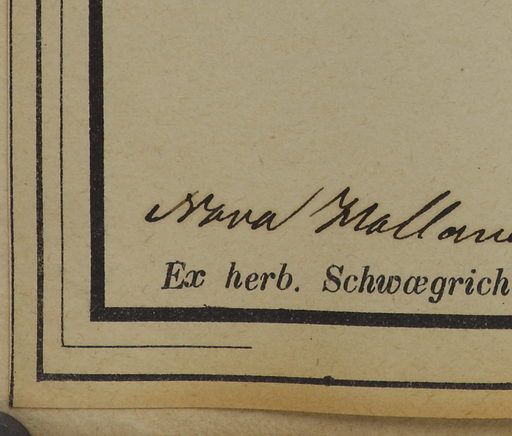 Nova Hollan
Ex herb. Schwægrich